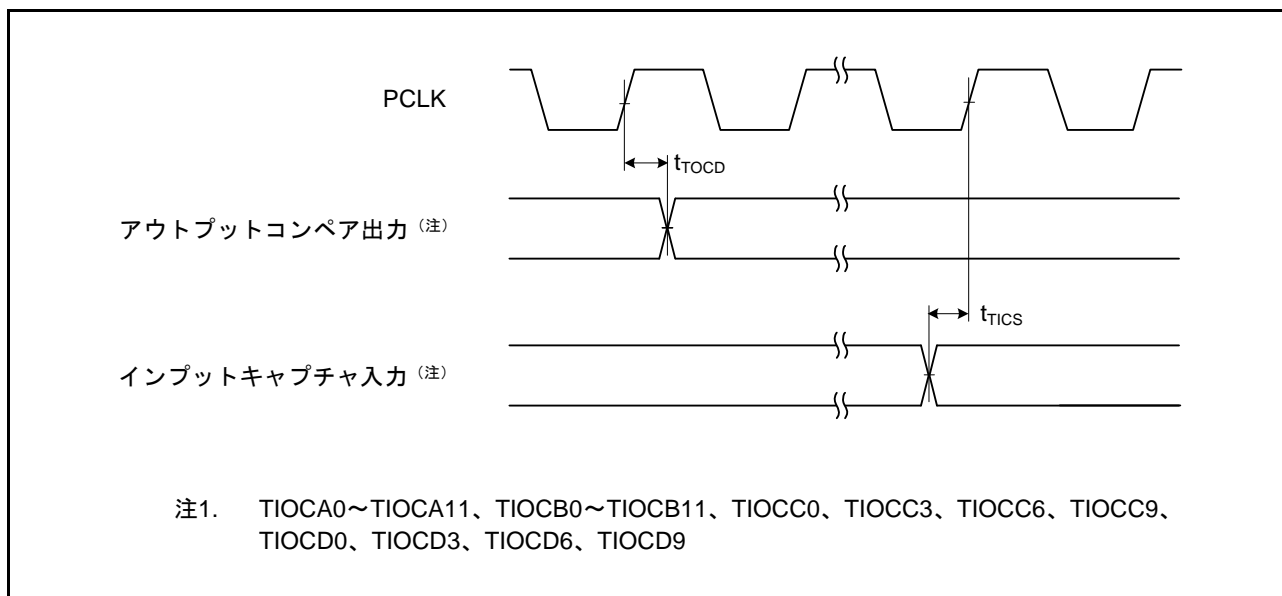 PCLK
tTOCD
アウトプットコンペア出力（注）
tTICS
インプットキャプチャ入力（注）
注1. TIOCA0～TIOCA11、TIOCB0～TIOCB11、TIOCC0、TIOCC3、TIOCC6、TIOCC9、
TIOCD0、TIOCD3、TIOCD6、TIOCD9